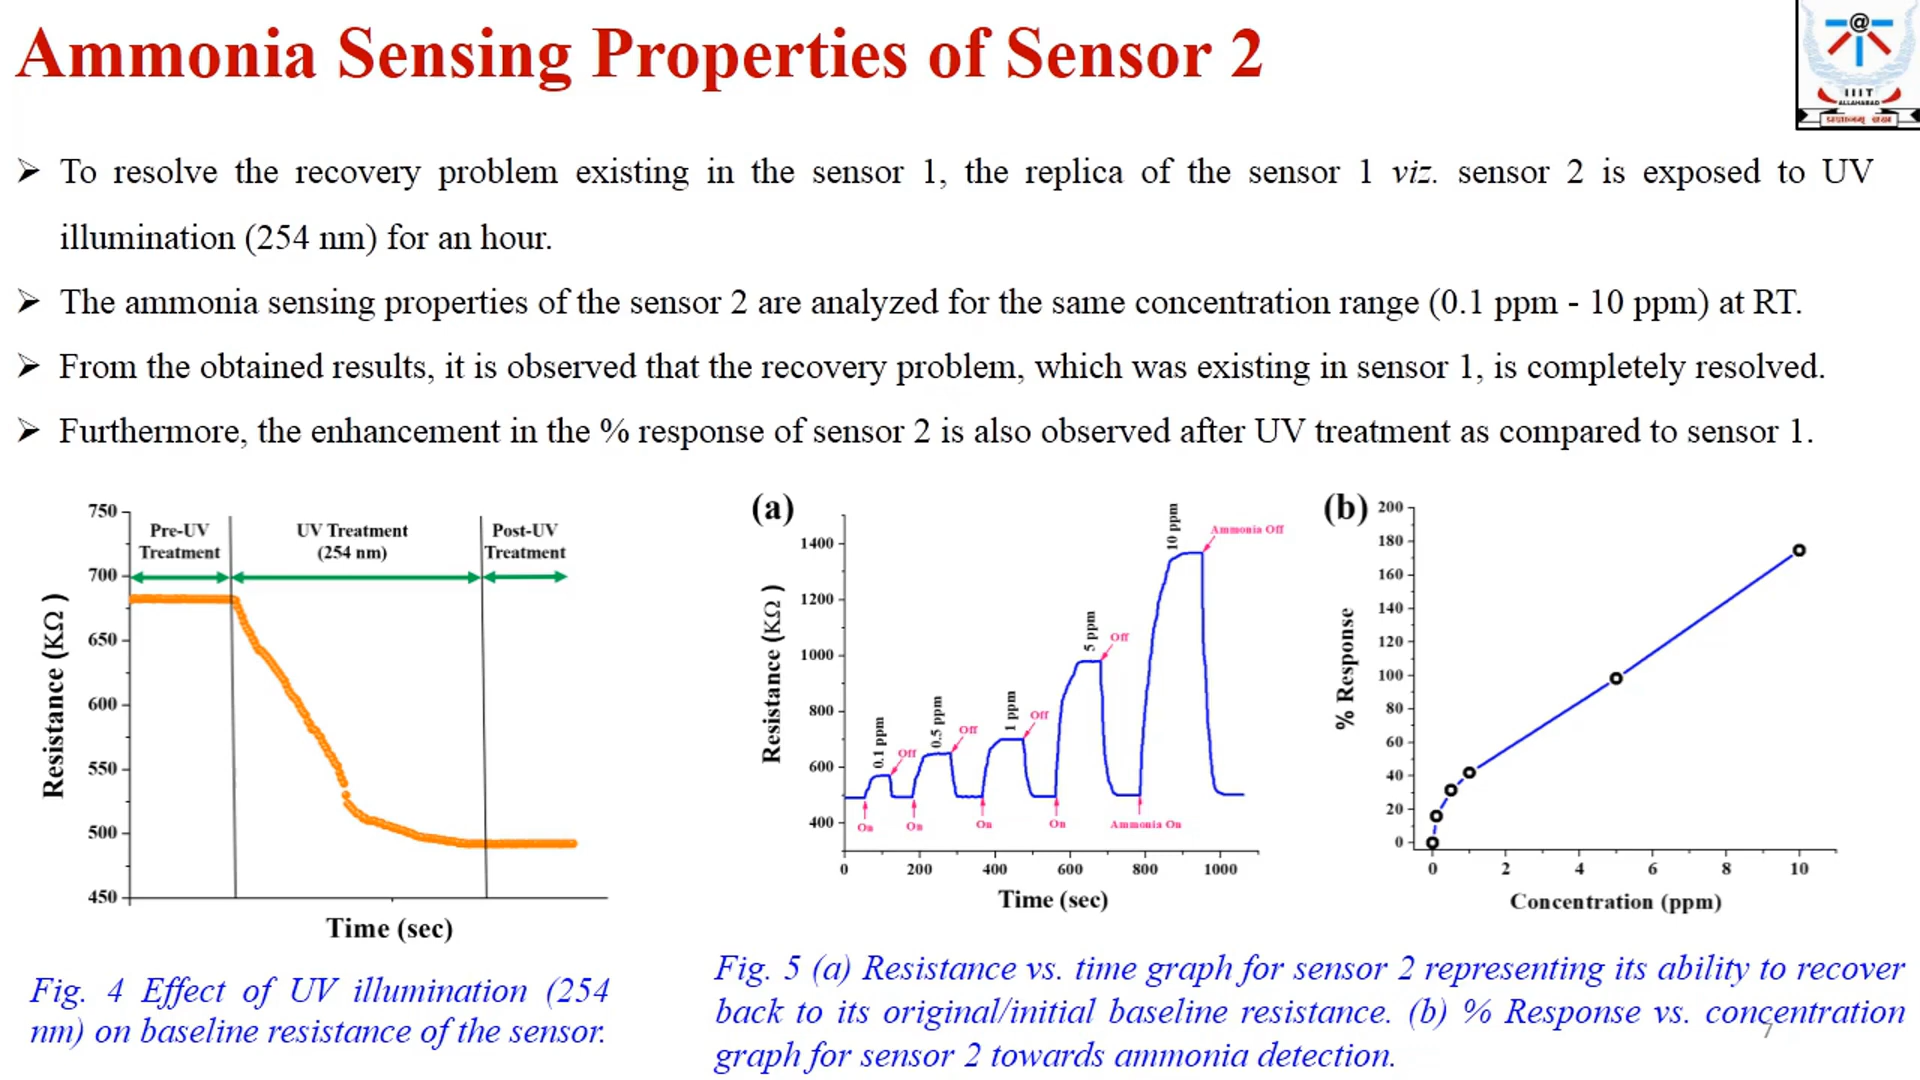 Ammonia Sensing Properties of Sensor 2
@
IIIT
ALLAHABAD
➢ To resolve the recovery problem existing in the sensor 1, the replica of the sensor 1 viz. sensor 2 is exposed to UV
illumination (254 nm) for an hour.
➢ The ammonia sensing properties of the sensor 2 are analyzed for the same concentration range (0.1 ppm - 10 ppm) at RT.
➢ From the obtained results, it is observed that the recovery problem, which was existing in sensor 1, is completely resolved.
➢ Furthermore, the enhancement in the % response of sensor 2 is also observed after UV treatment as compared to sensor 1.
750
700
650
600
550
500
450
Resistance (KΩ)
Pre-UV
Treatment
UV Treatment
(254 nm)
Post-UV
Treatment
Time (sec)
Fig. 4 Effect of UV illumination (254
nm) on baseline resistance of the sensor.
(a)
1400
1200
1000
800
600
400
Resistance (KΩ)
0.1 ppm
0.5 ppm
1 ppm
5 ppm
10 ppm
Off
Off
Off
Off
Ammonia Off
On
On
On
On
Ammonia On
0 200 400 600 800 1000
Time (sec)
(b)
200
180
160
140
120
100
80
60
40
20
0
% Response
0 2 4 6 8 10
Concentration (ppm)
Fig. 5 (a) Resistance vs. time graph for sensor 2 representing its ability to recover
back to its original/initial baseline resistance. (b) % Response vs. concentration
graph for sensor 2 towards ammonia detection.
7